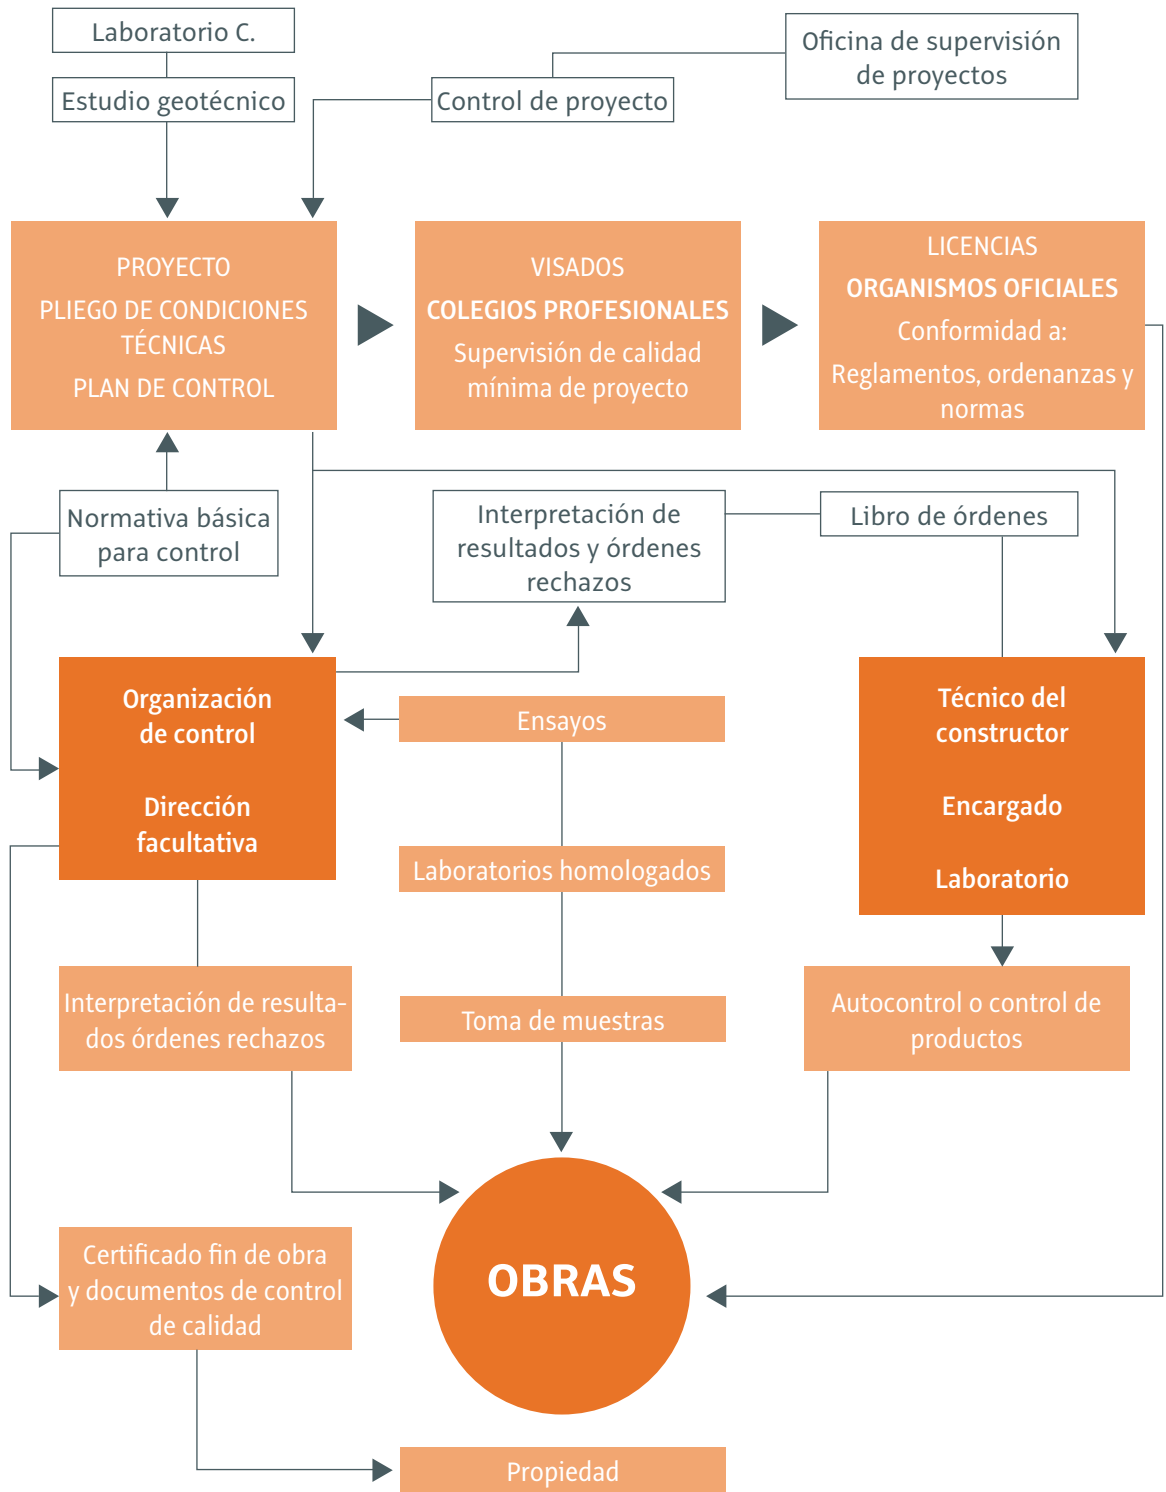 Laboratorio C.
Estudio geotécnico
Control de proyecto
Oficina de supervisión
de proyectos
PROYECTO
PLIEGO DE CONDICIONES
TÉCNICAS
PLAN DE CONTROL
VISADOS
COLEGIOS PROFESIONALES
Supervisión de calidad
mínima de proyecto
LICENCIAS
ORGANISMOS OFICIALES
Conformidad a:
Reglamentos, ordenanzas y
normas
Normativa básica
para control
Interpretación de
resultados y órdenes
rechazos
Libro de órdenes
Organización
de control
Dirección
facultativa
Ensayos
Laboratorios homologados
Toma de muestras
Técnico del
constructor
Encargado
Laboratorio
Interpretación de resulta-
dos órdenes rechazos
Autocontrol o control de
productos
OBRAS
Certificado fin de obra
y documentos de control
de calidad
Propiedad